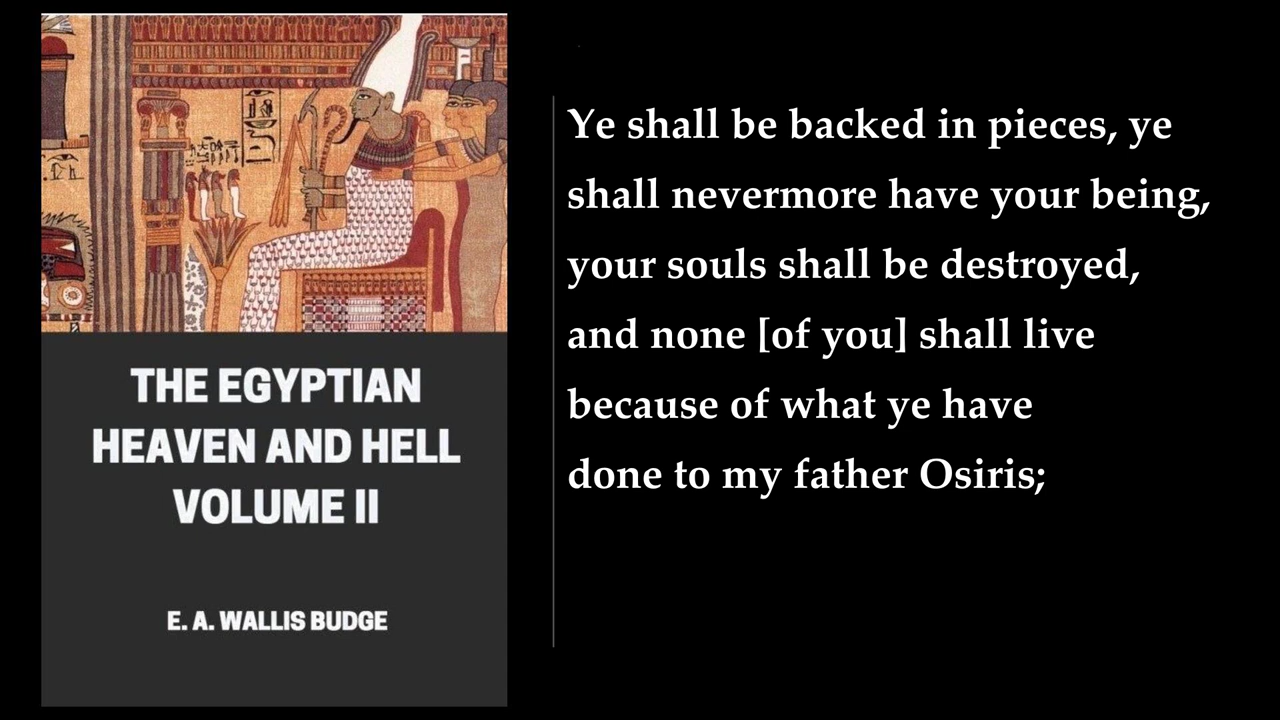 THE EGYPTIAN
HEAVEN AND HELL
VOLUME II
E. A. WALLIS BUDGE
Ye shall be backed in pieces, ye
shall nevermore have your being,
your souls shall be destroyed,
and none [of you] shall live
because of what ye have
done to my father Osiris;